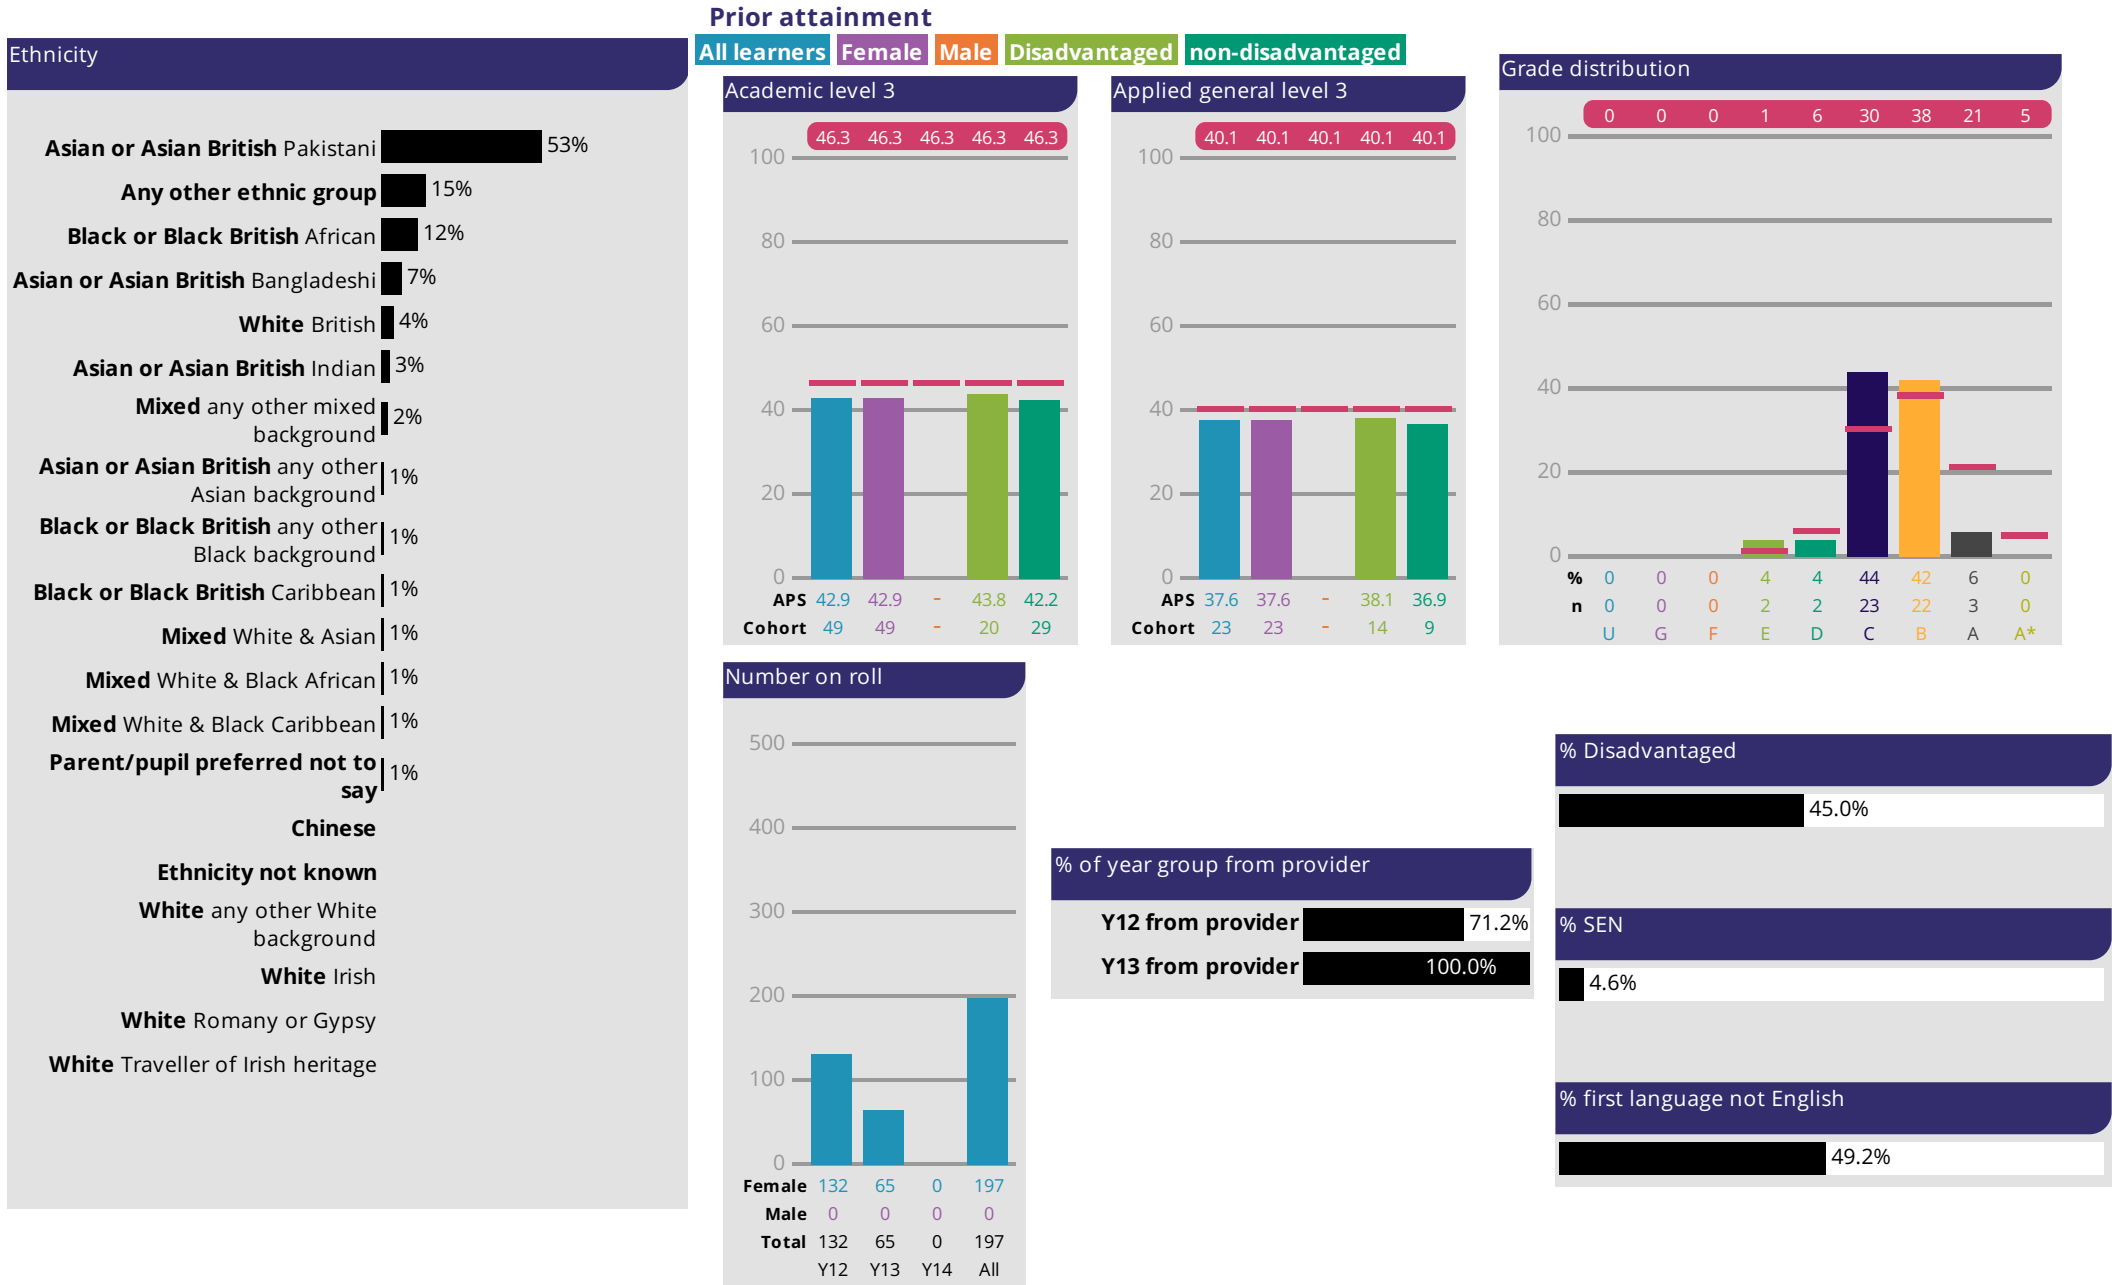 Prior attainment
All learners Female Male Disadvantaged non-disadvantaged
Ethnicity
Asian or Asian British Pakistani 53%
Any other ethnic group 15%
Black or Black British African 12%
Asian or Asian British Bangladeshi 7%
White British 4%
Asian or Asian British Indian 3%
Mixed any other mixed
background 2%
Asian or Asian British any other
Asian background 1%
Black or Black British any other
Black background 1%
Black or Black British Caribbean 1%
Mixed White & Asian 1%
Mixed White & Black African 1%
Mixed White & Black Caribbean 1%
Parent/pupil preferred not to
say 1%
Chinese
Ethnicity not known
White any other White
background
White Irish
White Romany or Gypsy
White Traveller of Irish heritage
Academic level 3
46.3 46.3 46.3 46.3 46.3
100
80
60
40
20
0
APS 42.9 42.9 - 43.8 42.2
Cohort 49 49 - 20 29
Applied general level 3
40.1 40.1 40.1 40.1 40.1
100
80
60
40
20
0
APS 37.6 37.6 - 38.1 36.9
Cohort 23 23 - 14 9
Grade distribution
0 0 0 1 6 30 38 21 5
100
80
60
40
20
0
% 0 0 0 4 4 44 42 6 0
n 0 0 0 2 2 23 22 3 0
U G F E D C B A A*
Number on roll
500
400
300
200
100
0
Female 132 65 0 197
Male 0 0 0 0
Total 132 65 0 197
Y12 Y13 Y14 All
% of year group from provider
Y12 from provider 71.2%
Y13 from provider 100.0%
% Disadvantaged
45.0%
% SEN
4.6%
% first language not English
49.2%